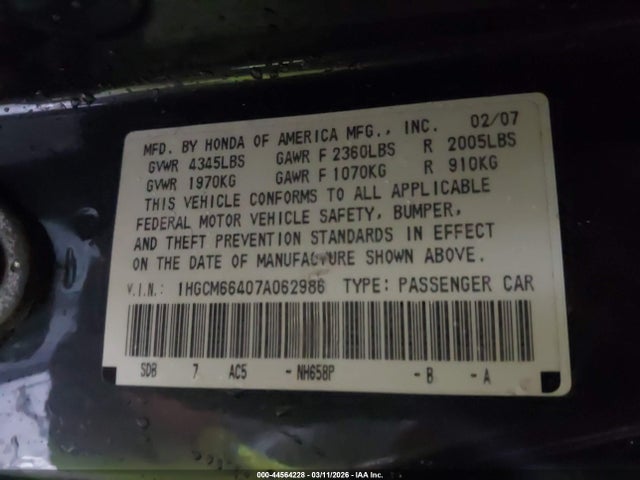 MFD. BY HONDA OF AMERICA MFG., INC. 02/07
GVWR 4345LBS GAWR F 2360LBS R 2005LBS
GVWR 1970KG GAWR F 1070KG R 910KG
THIS VEHICLE CONFORMS TO ALL APPLICABLE
FEDERAL MOTOR VEHICLE SAFETY, BUMPER,
AND THEFT PREVENTION STANDARDS IN EFFECT
ON THE DATE OF MANUFACTURE SHOWN ABOVE.
V.I.N.: 1HGCM66407A062986 TYPE: PASSENGER CAR
SDB 7 AC5 -NH658P -B -A
000-44564228 - 03/11/2026 - IAA Inc.